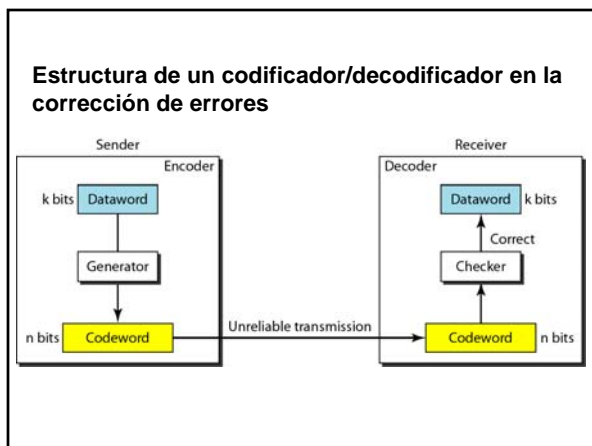 Estructura de un codificador/decodificador en la
corrección de errores
Sender
Receiver
Encoder
Decoder
k bits
Dataword
Dataword
k bits
Correct
Generator
Checker
Unreliable transmission
n bits
Codeword
Codeword
n bits